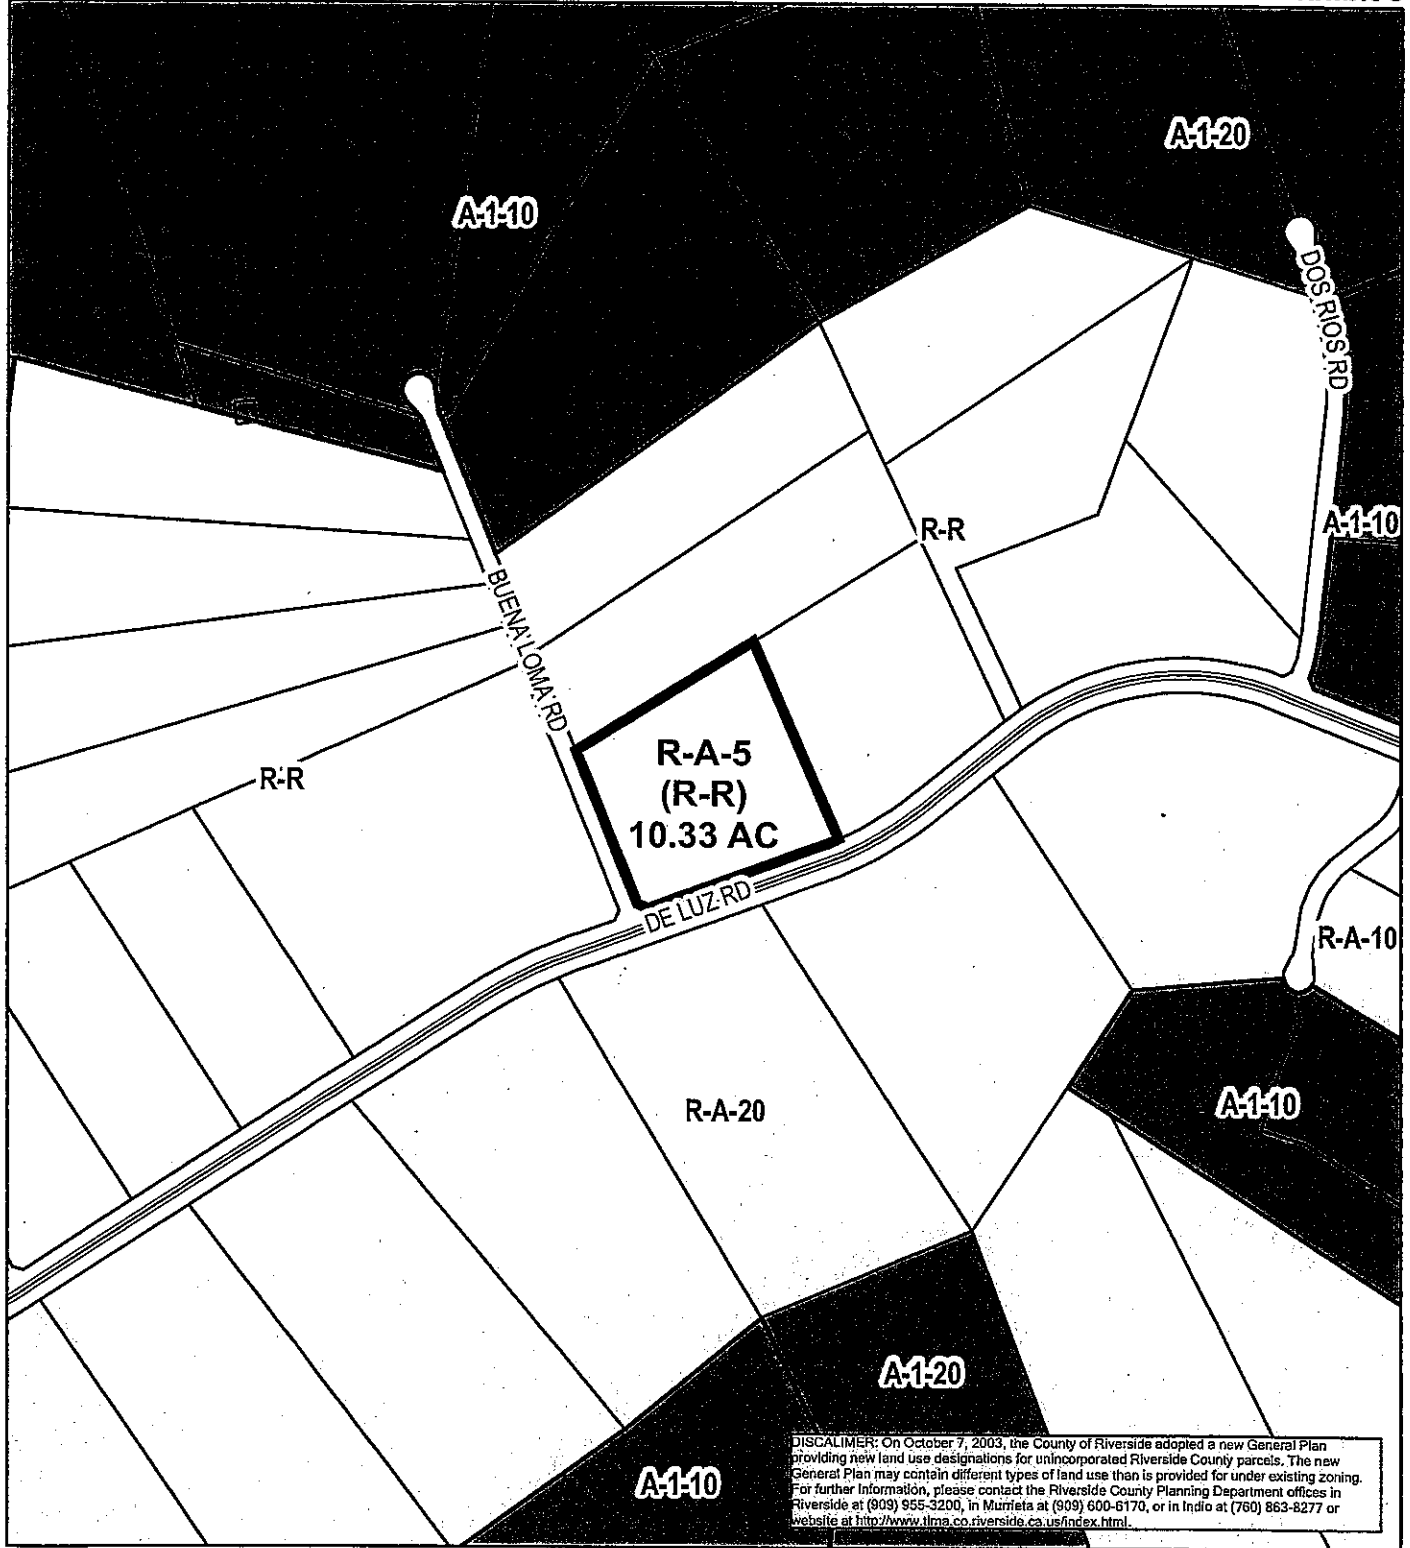 A-1-20
A-1-10
DOS RIOS RD
A-1-10
R-R
BUENA LOMA RD
R-A-5
(R-R)
10.33 AC
R-R
DE LUZ RD
R-A-10
R-A-20
A-1-10
A-1-20
A-1-10
DISCALIMER: On October 7, 2003, the County of Riverside adopted a new General Plan
providing new land use designations for unincorporated Riverside County parcels. The new
General Plan may contain different types of land use than is provided for under existing zoning.
For further information, please contact the Riverside County Planning Department offices in
Riverside at (909) 955-3200, in Murrieta at (909) 600-6170, or in Indio at (760) 863-8277 or
website at http://www.tlma.co.riverside.ca.us/index.html.